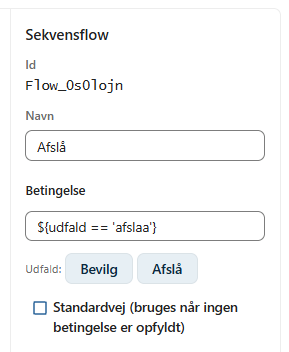 Sekvensflow
Id
Flow_0s0lojn
Navn
Afslå
Betingelse
${udfald == 'afslaa'}
Udfald: Bevilg Afslå
Standardvej (bruges når ingen
betingelse er opfyldt)